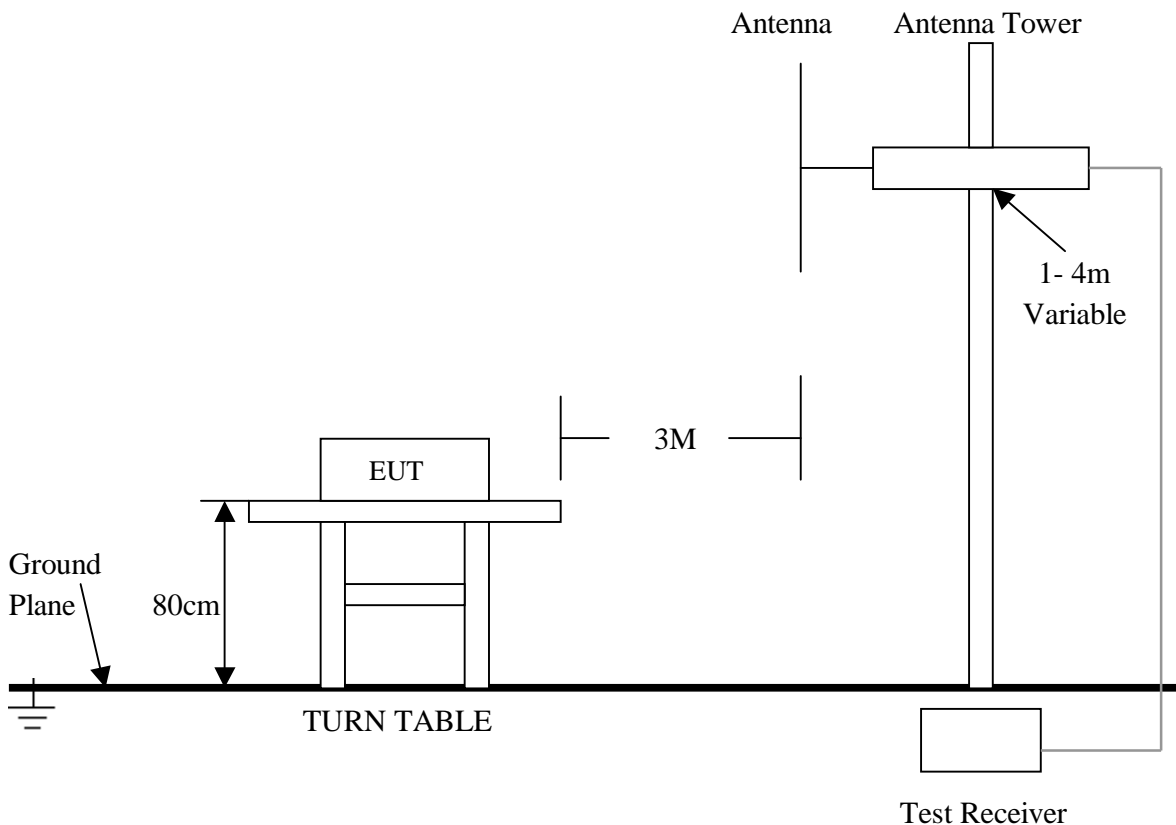 Antenna
Antenna Tower
1- 4m
Variable
3M
EUT
Ground
Plane
80cm
TURN TABLE
Test Receiver